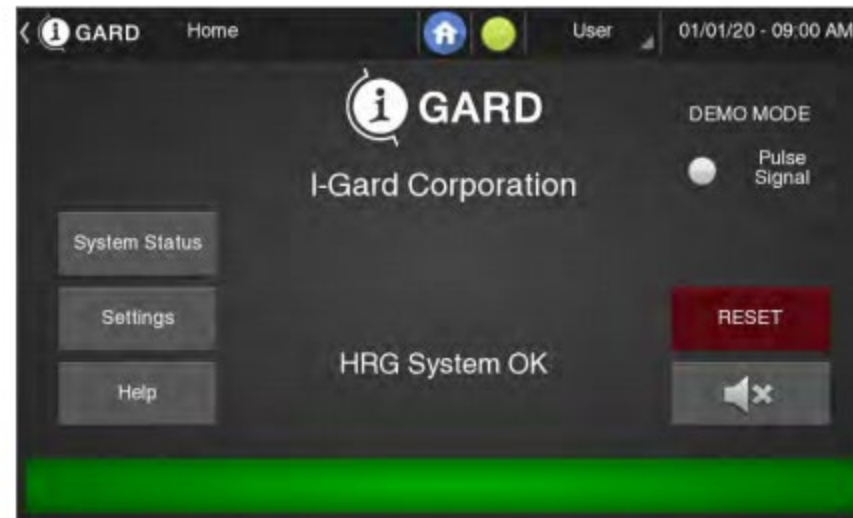 i GARD Home User 01/01/20 - 09:00 AM
i GARD
DEMO MODE
Pulse
Signal
I-Gard Corporation
System Status
Settings
RESET
HRG System OK
Help